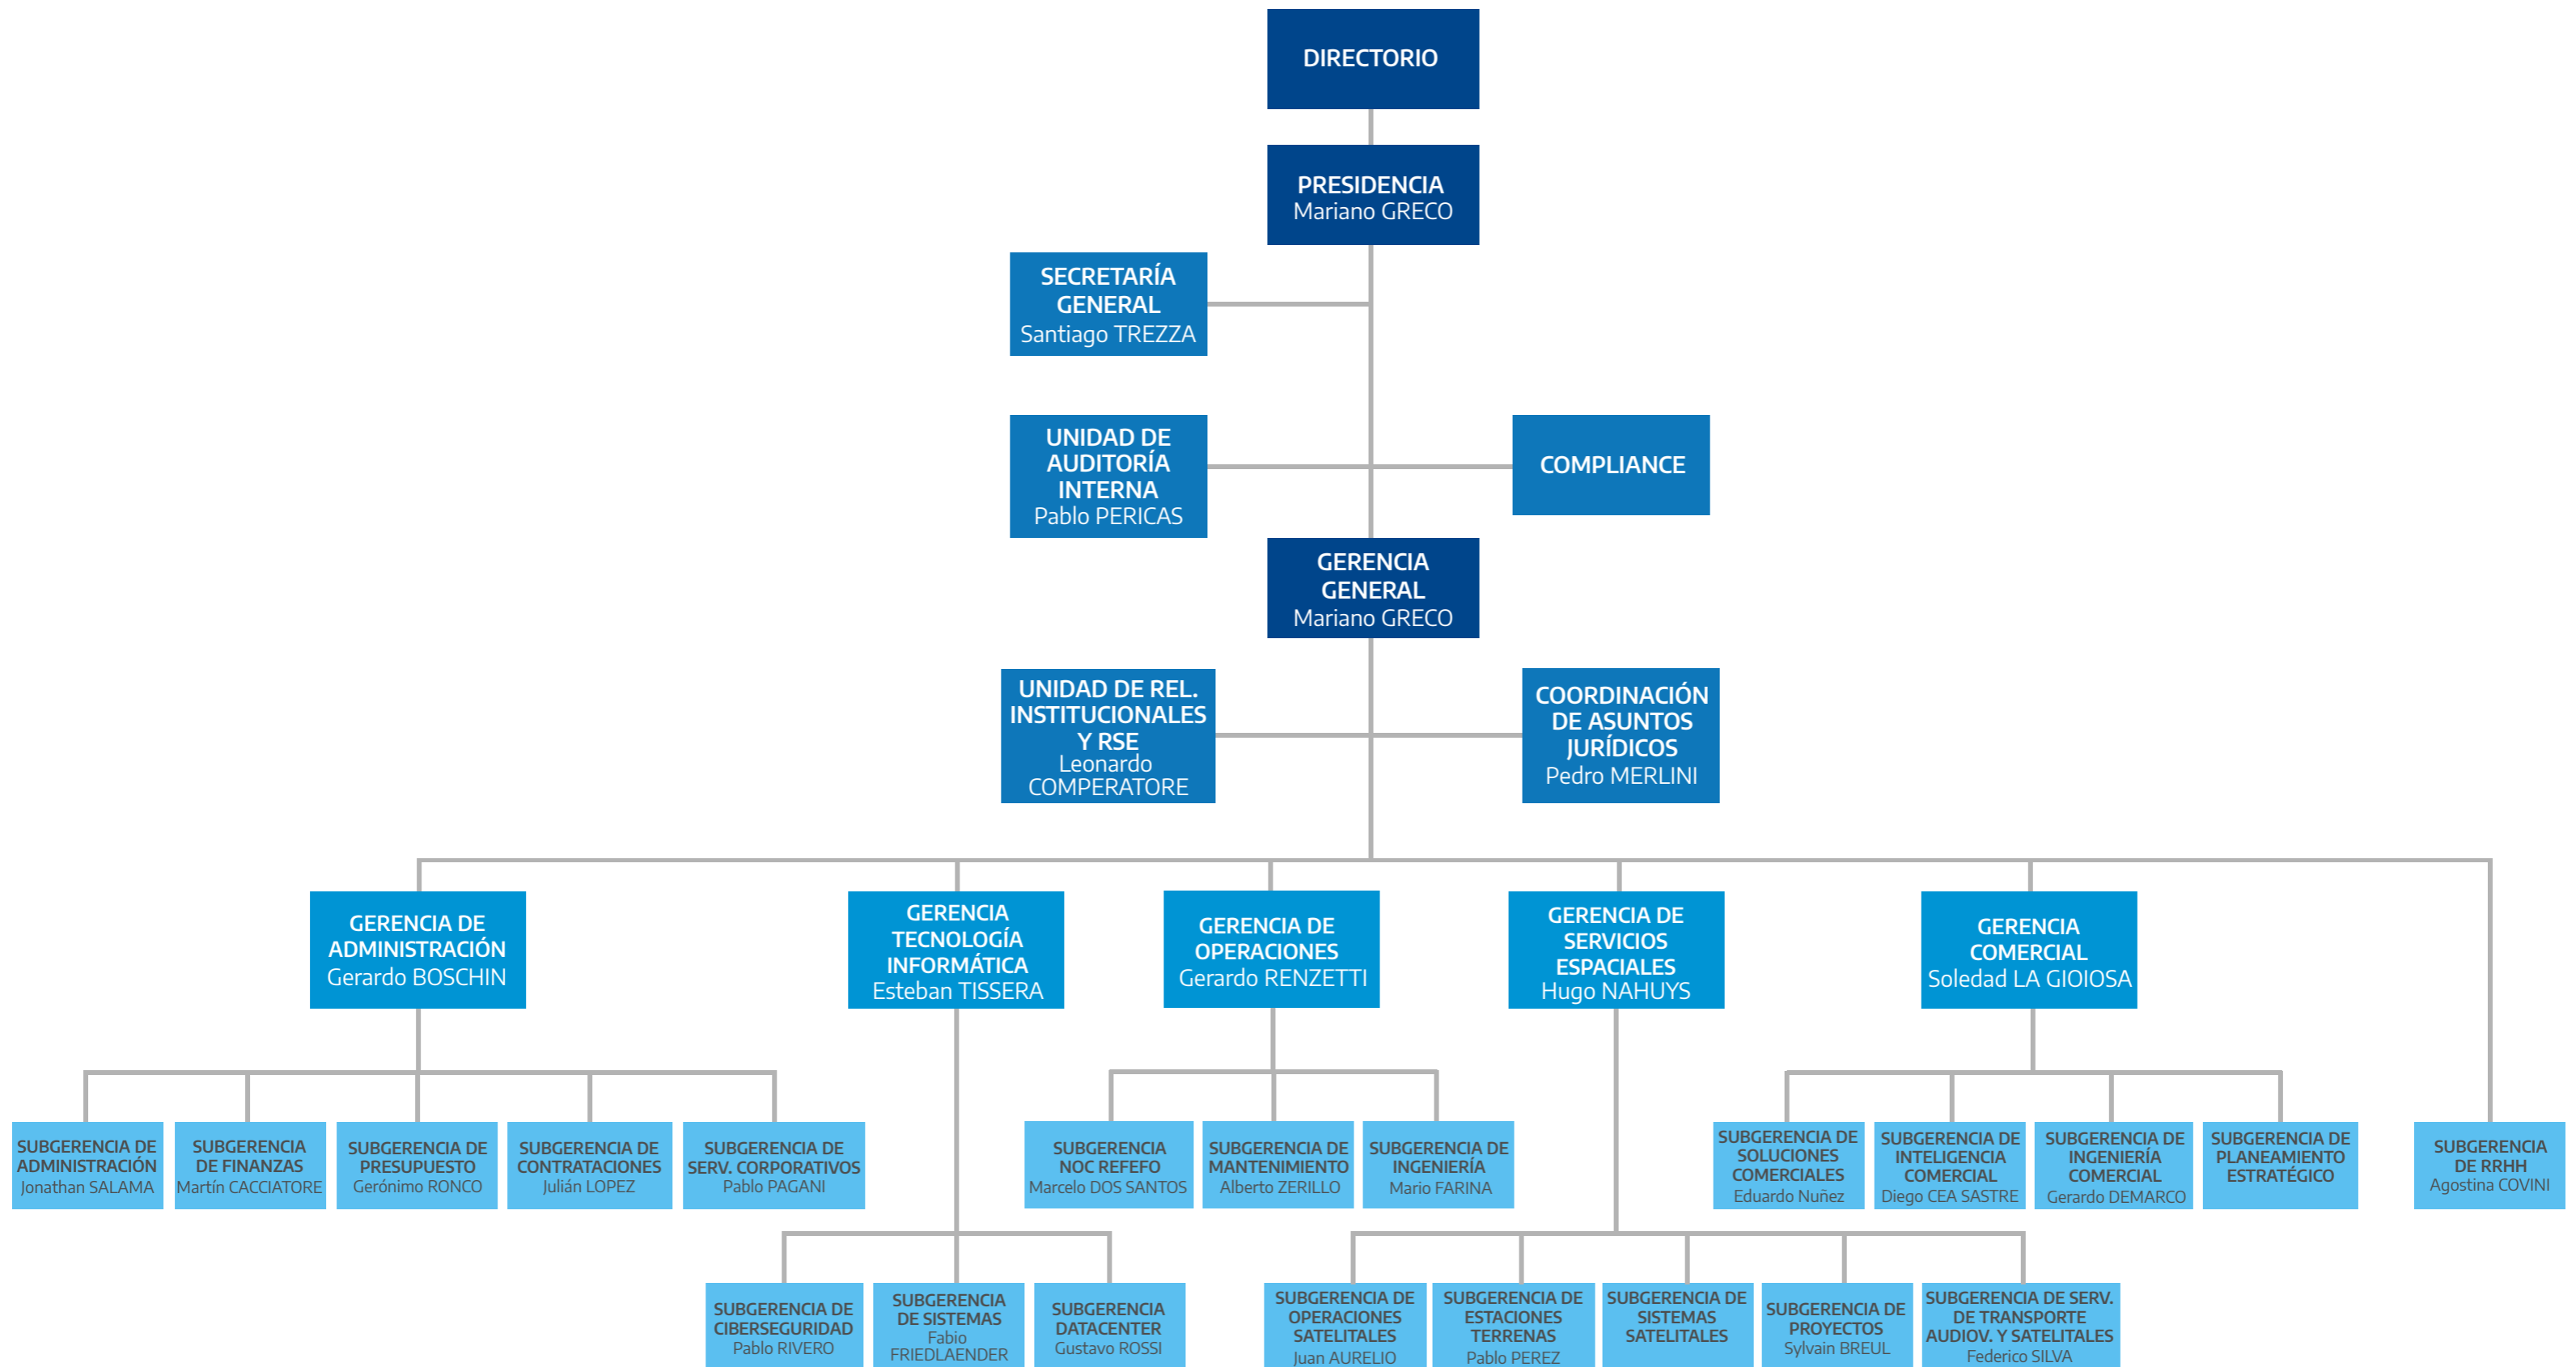 DIRECTORIO
PRESIDENCIA
Mariano GRECO
SECRETARÍA
GENERAL
Santiago TREZZA
UNIDAD DE
AUDITORÍA
INTERNA
Pablo PERICAS
COMPLIANCE
GERENCIA
GENERAL
Mariano GRECO
UNIDAD DE REL.
INSTITUCIONALES
Y RSE
Leonardo
COMPERATORE
COORDINACIÓN
DE ASUNTOS
JURÍDICOS
Pedro MERLINI
GERENCIA DE
ADMINISTRACIÓN
Gerardo BOSCHIN
GERENCIA
TECNOLOGÍA
INFORMÁTICA
Esteban TISSERA
GERENCIA DE
OPERACIONES
Gerardo RENZETTI
GERENCIA DE
SERVICIOS
ESPACIALES
Hugo NAHUYS
GERENCIA
COMERCIAL
Soledad LA GIOIOSA
SUBGERENCIA DE
ADMINISTRACIÓN
Jonathan SALAMA
SUBGERENCIA
DE FINANZAS
Martín CACCIATORE
SUBGERENCIA DE
PRESUPUESTO
Gerónimo RONCO
SUBGERENCIA DE
CONTRATACIONES
Julián LOPEZ
SUBGERENCIA DE
SERV. CORPORATIVOS
Pablo PAGANI
SUBGERENCIA
NOC REFEFO
Marcelo DOS SANTOS
SUBGERENCIA DE
MANTENIMIENTO
Alberto ZERILLO
SUBGERENCIA DE
INGENIERÍA
Mario FARINA
SUBGERENCIA DE
SOLUCIONES
COMERCIALES
Eduardo Nuñez
SUBGERENCIA DE
INTELIGENCIA
COMERCIAL
Diego CEA SASTRE
SUBGERENCIA DE
INGENIERÍA
COMERCIAL
Gerardo DEMARCO
SUBGERENCIA DE
PLANEAMIENTO
ESTRATÉGICO
SUBGERENCIA
DE RRHH
Agostina COVINI
SUBGERENCIA DE
CIBERSEGURIDAD
Pablo RIVERO
SUBGERENCIA
DE SISTEMAS
Fabio
FRIEDLAENDER
SUBGERENCIA
DATACENTER
Gustavo ROSSI
SUBGERENCIA DE
OPERACIONES
SATELITALES
Juan AURELIO
SUBGERENCIA DE
ESTACIONES
TERRENAS
Pablo PEREZ
SUBGERENCIA DE
SISTEMAS
SATELITALES
SUBGERENCIA DE
PROYECTOS
Sylvain BREUL
SUBGERENCIA DE SERV.
DE TRANSPORTE
AUDIOV. Y SATELITALES
Federico SILVA